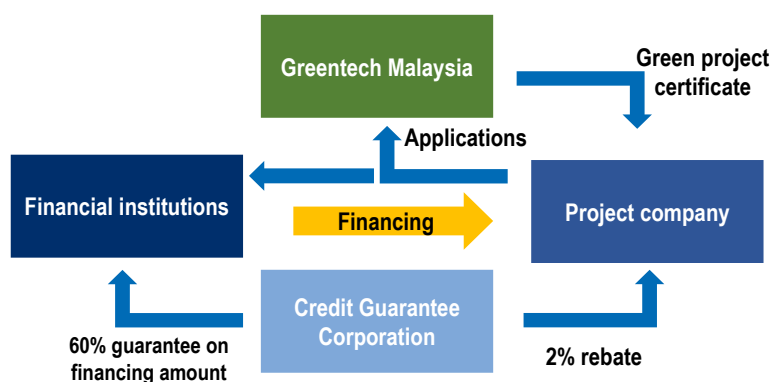 Greentech Malaysia
Green project
certificate
Applications
Financial institutions
Financing
Project company
Credit Guarantee
Corporation
60% guarantee on
financing amount
2% rebate